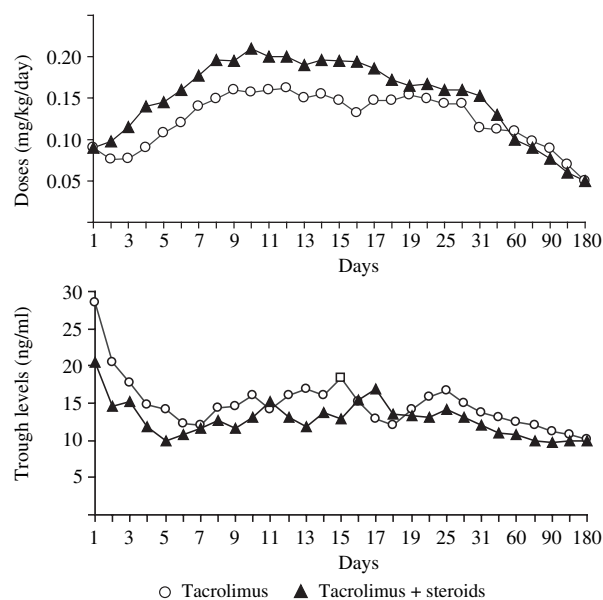 Doses (mg/kg/day)
0.20
0.15
0.10
0.05
1 3 5 7 9 11 13 15 17 19 25 31 60 90 180
Days
Trough levels (ng/ml)
30
25
20
15
10
5
1 3 5 7 9 11 13 15 17 19 25 31 60 90 180
Days
Tacrolimus Tacrolimus + steroids